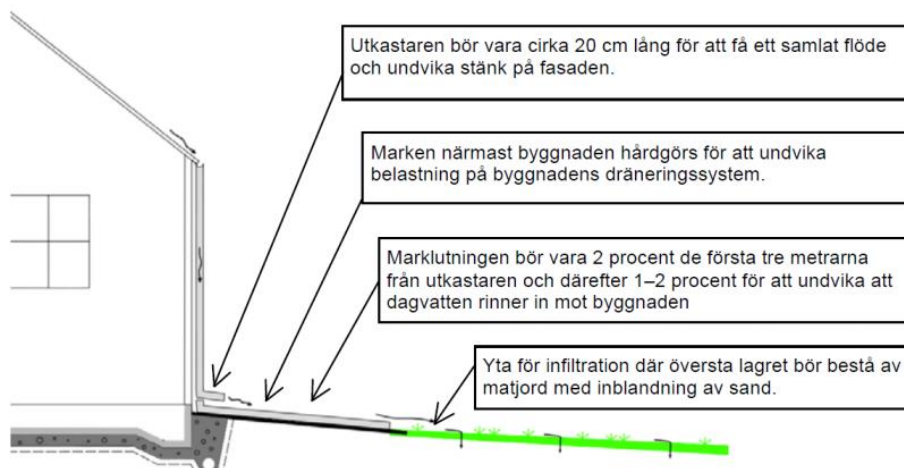 Utkastaren bör vara cirka 20 cm lång för att få ett samlat flöde
och undvika stänk på fasaden.
Marken närmast byggnaden hårdgörs för att undvika
belastning på byggnadens dräneringssystem.
Marklutningen bör vara 2 procent de första tre metrarna
från utkastaren och därefter 1–2 procent för att undvika att
dagvatten rinner in mot byggnaden
Yta för infiltration där översta lagret bör bestå av
matjord med inblandning av sand.